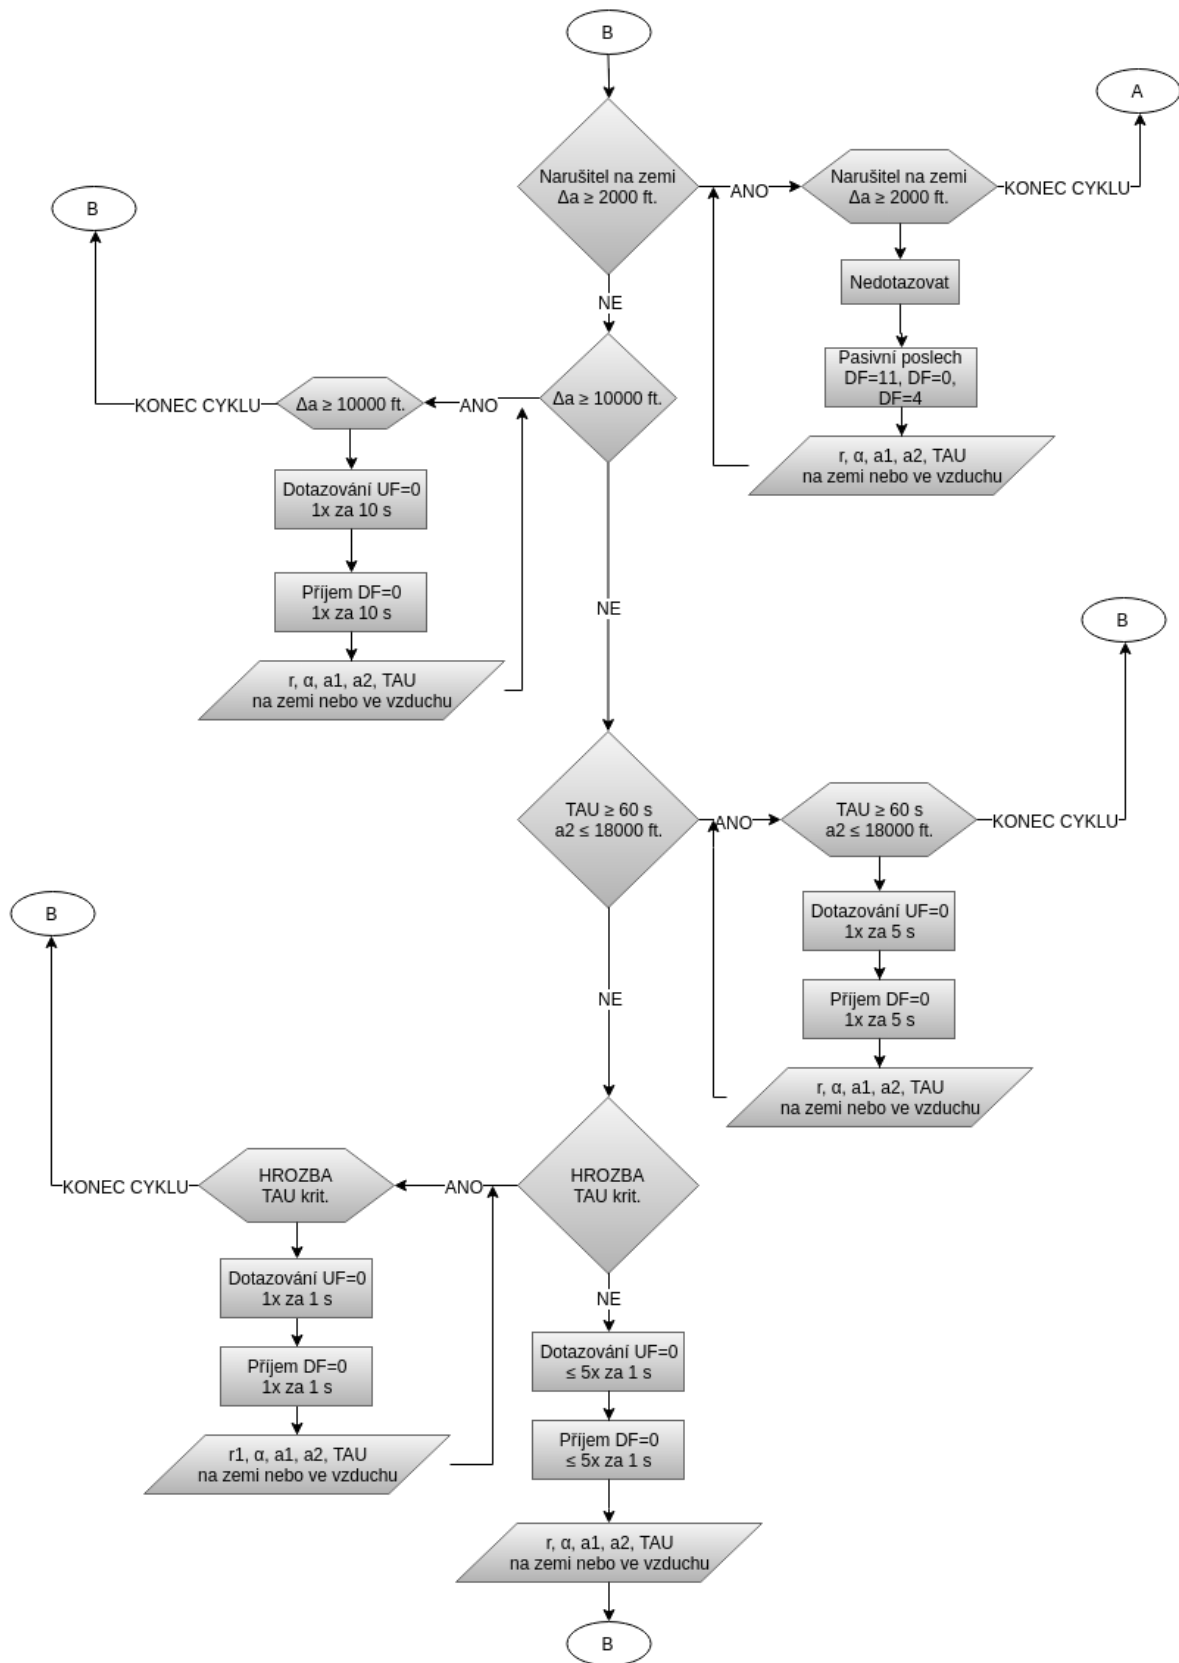 B
A
Narušitel na zemi
Δa ≥ 2000 ft.
ANO
Narušitel na zemi
Δa ≥ 2000 ft.
KONEC CYKLU
B
Nedotazovat
NE
Pasivní poslech
DF=11, DF=0,
DF=4
KONEC CYKLU
Δa ≥ 10000 ft.
ANO
Δa ≥ 10000 ft.
r, α, a1, a2, TAU
na zemi nebo ve vzduchu
Dotazování UF=0
1x za 10 s
Příjem DF=0
1x za 10 s
NE
B
r, α, a1, a2, TAU
na zemi nebo ve vzduchu
TAU ≥ 60 s
a2 ≤ 18000 ft.
ANO
TAU ≥ 60 s
a2 ≤ 18000 ft.
KONEC CYKLU
B
Dotazování UF=0
1x za 5 s
NE
Příjem DF=0
1x za 5 s
r, α, a1, a2, TAU
na zemi nebo ve vzduchu
KONEC CYKLU
HROZBA
TAU krit.
ANO
HROZBA
TAU krit.
Dotazování UF=0
1x za 1 s
NE
Příjem DF=0
1x za 1 s
Dotazování UF=0
≤ 5x za 1 s
r1, α, a1, a2, TAU
na zemi nebo ve vzduchu
Příjem DF=0
≤ 5x za 1 s
r, α, a1, a2, TAU
na zemi nebo ve vzduchu
B